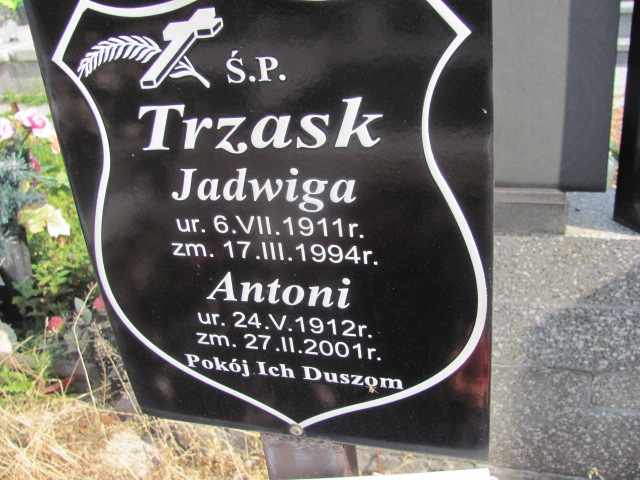 Ś.P.
Trzask
Jadwiga
ur. 6.VII.1911r.
zm. 17.III.1994r.
Antoni
ur. 24.V.1912r.
zm. 27.II.2001r.
Pokój Ich Duszom